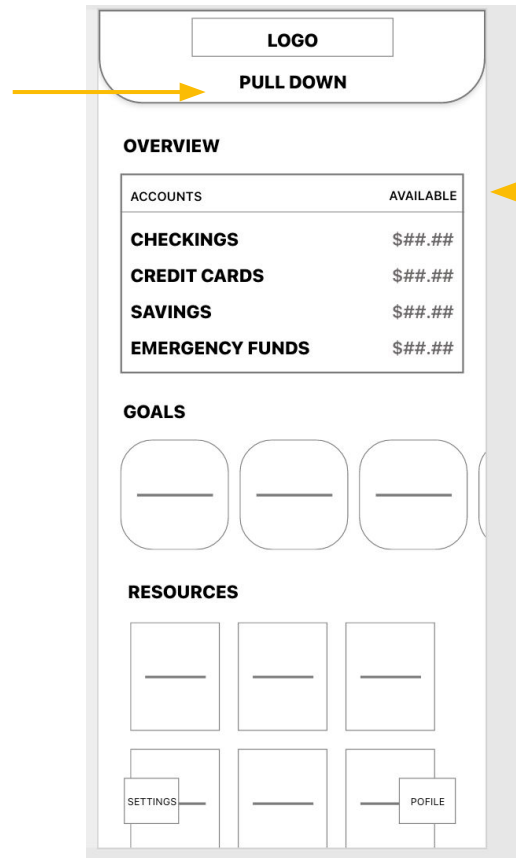 LOGO
PULL DOWN
OVERVIEW
ACCOUNTS AVAILABLE
CHECKINGS $##.##
CREDIT CARDS $##.##
SAVINGS $##.##
EMERGENCY FUNDS $##.##
GOALS
RESOURCES
SETTINGS POFILE